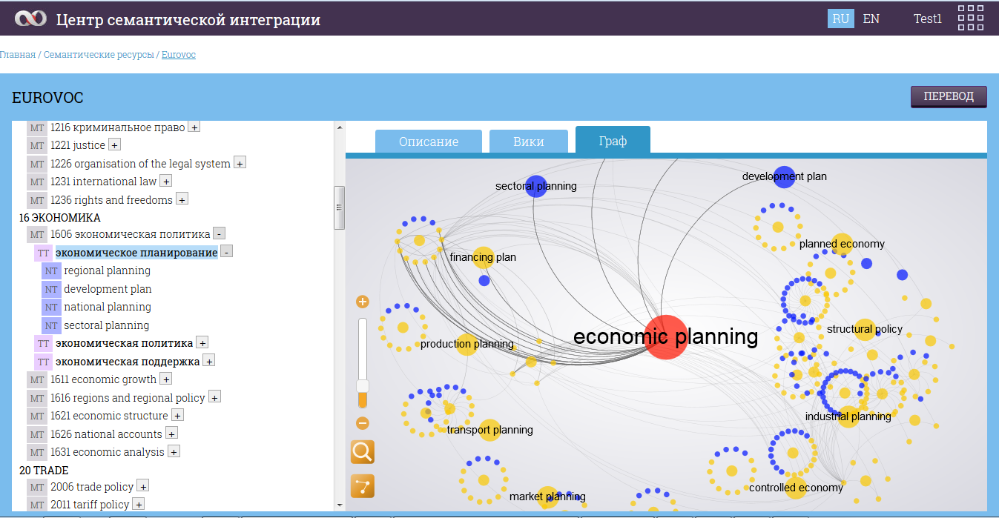 Центр семантической интеграции
RU EN Test1
Главная / Семантические ресурсы / Eurovoc
EUROVOC
ПЕРЕВОД
MT 1216 криминальное право +
MT 1221 justice +
MT 1226 organisation of the legal system +
MT 1231 international law +
MT 1236 rights and freedoms +
16 ЭКОНОМИКА
MT 1606 экономическая политика -
TT экономическое планирование -
NT regional planning
NT development plan
NT national planning
NT sectoral planning
TT экономическая политика +
TT экономическая поддержка +
MT 1611 economic growth +
MT 1616 regions and regional policy +
MT 1621 economic structure +
MT 1626 national accounts +
MT 1631 economic analysis +
20 TRADE
MT 2006 trade policy +
MT 2011 tariff policy +
Описание Вики Граф
sectoral planning
development plan
planned economy
financing plan
structural policy
economic planning
production planning
industrial planning
transport planning
controlled economy
market planning